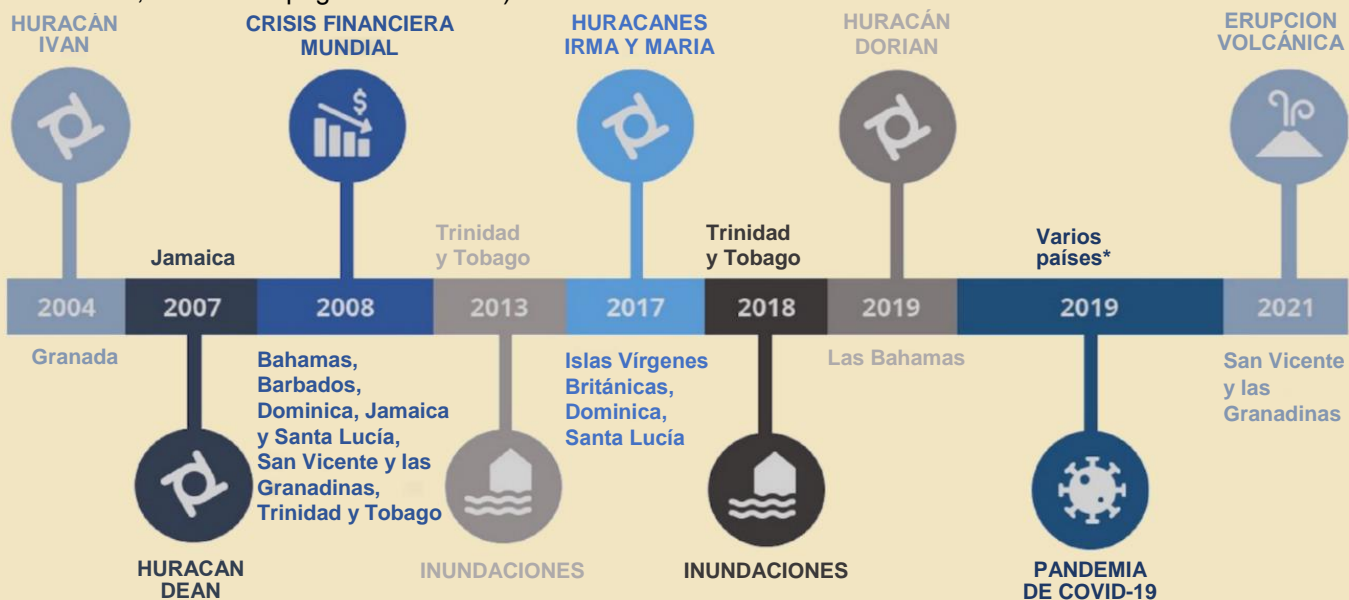 HURACÁN
IVAN
CRISIS FINANCIERA
MUNDIAL
HURACANES
IRMA Y MARIA
HURACÁN
DORIAN
ERUPCION
VOLCÁNICA
$
Jamaica
Trinidad
y Tobago
Trinidad
y Tobago
Varios
países*
2004
2007
2008
2013
2017
2018
2019
2019
2021
Granada
Bahamas,
Barbados,
Dominica, Jamaica
y Santa Lucía,
San Vicente y las
Granadinas,
Trinidad y Tobago
Islas Vírgenes
Británicas,
Dominica,
Santa Lucía
Las Bahamas
San Vicente
y las
Granadinas
HURACAN
DEAN
INUNDACIONES
INUNDACIONES
PANDEMIA
DE COVID-19